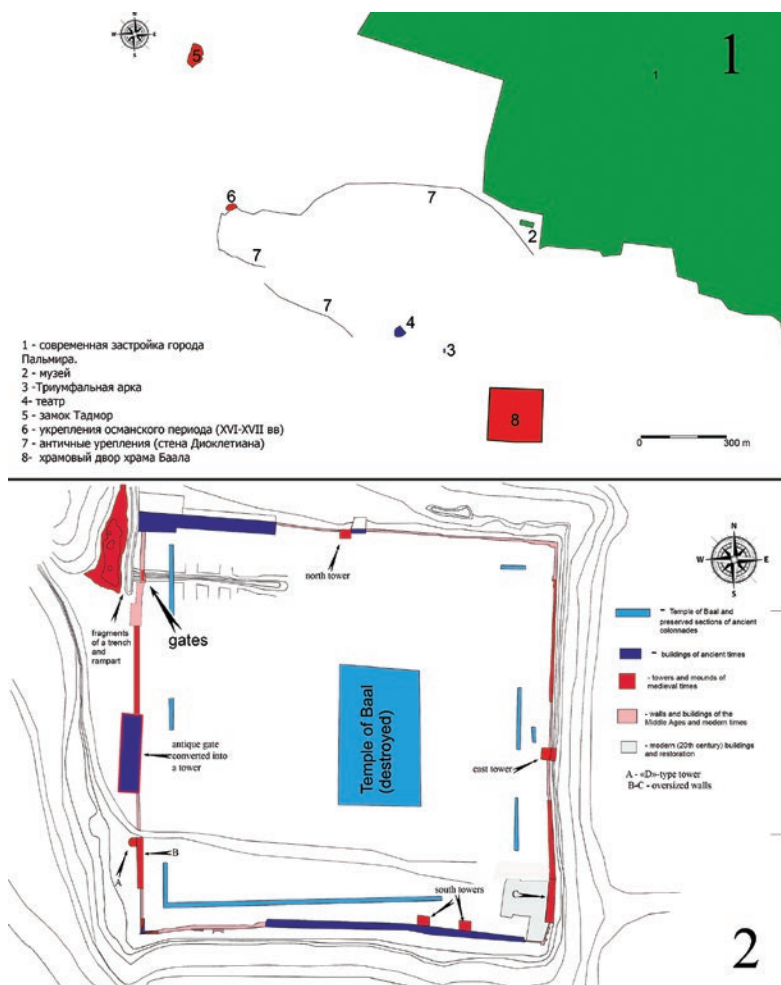 N
W E
S
1
1
5
6
7
7
2
7
4
3
8
1 - современная застройка города
Пальмира.
2 - музей
3 -Триумфальная арка
4- театр
5 - замок Тадмор
6 - укрепления османского периода (XVI-XVII вв)
7 - античные урепления (стена Диоклетиана)
8- храмовый двор храма Баала
0 300 m
north tower
fragments
of a trench
and
rampart
gates
antique gate
converted into
a tower
Temple of Baal
(destroyed)
east tower
A
B
south towers
C
N
W E
S
- Temple of Baal and
preserved sections of ancient
colonnades
- buildings of ancient times
- towers and mounds of
medieval times
- walls and buildings of the
Middle Ages and modern times
- modern (20th century) buildings
and restoration
A - «D»-type tower
B-C - oversized walls
2